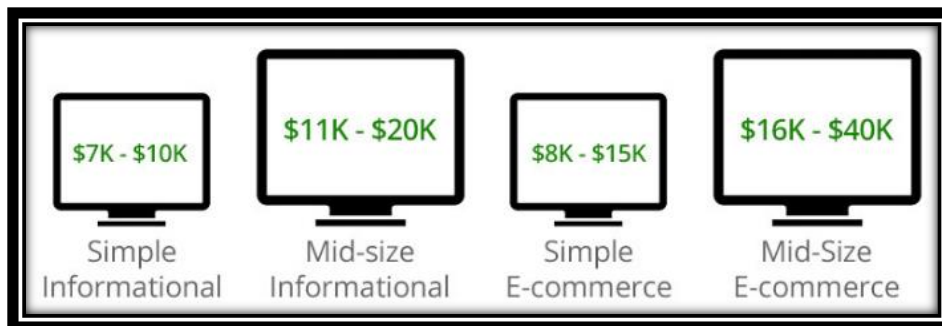 $7K - $10K
Simple
Informational
$11K - $20K
Mid-size
Informational
$8K - $15K
Simple
E-commerce
$16K - $40K
Mid-Size
E-commerce